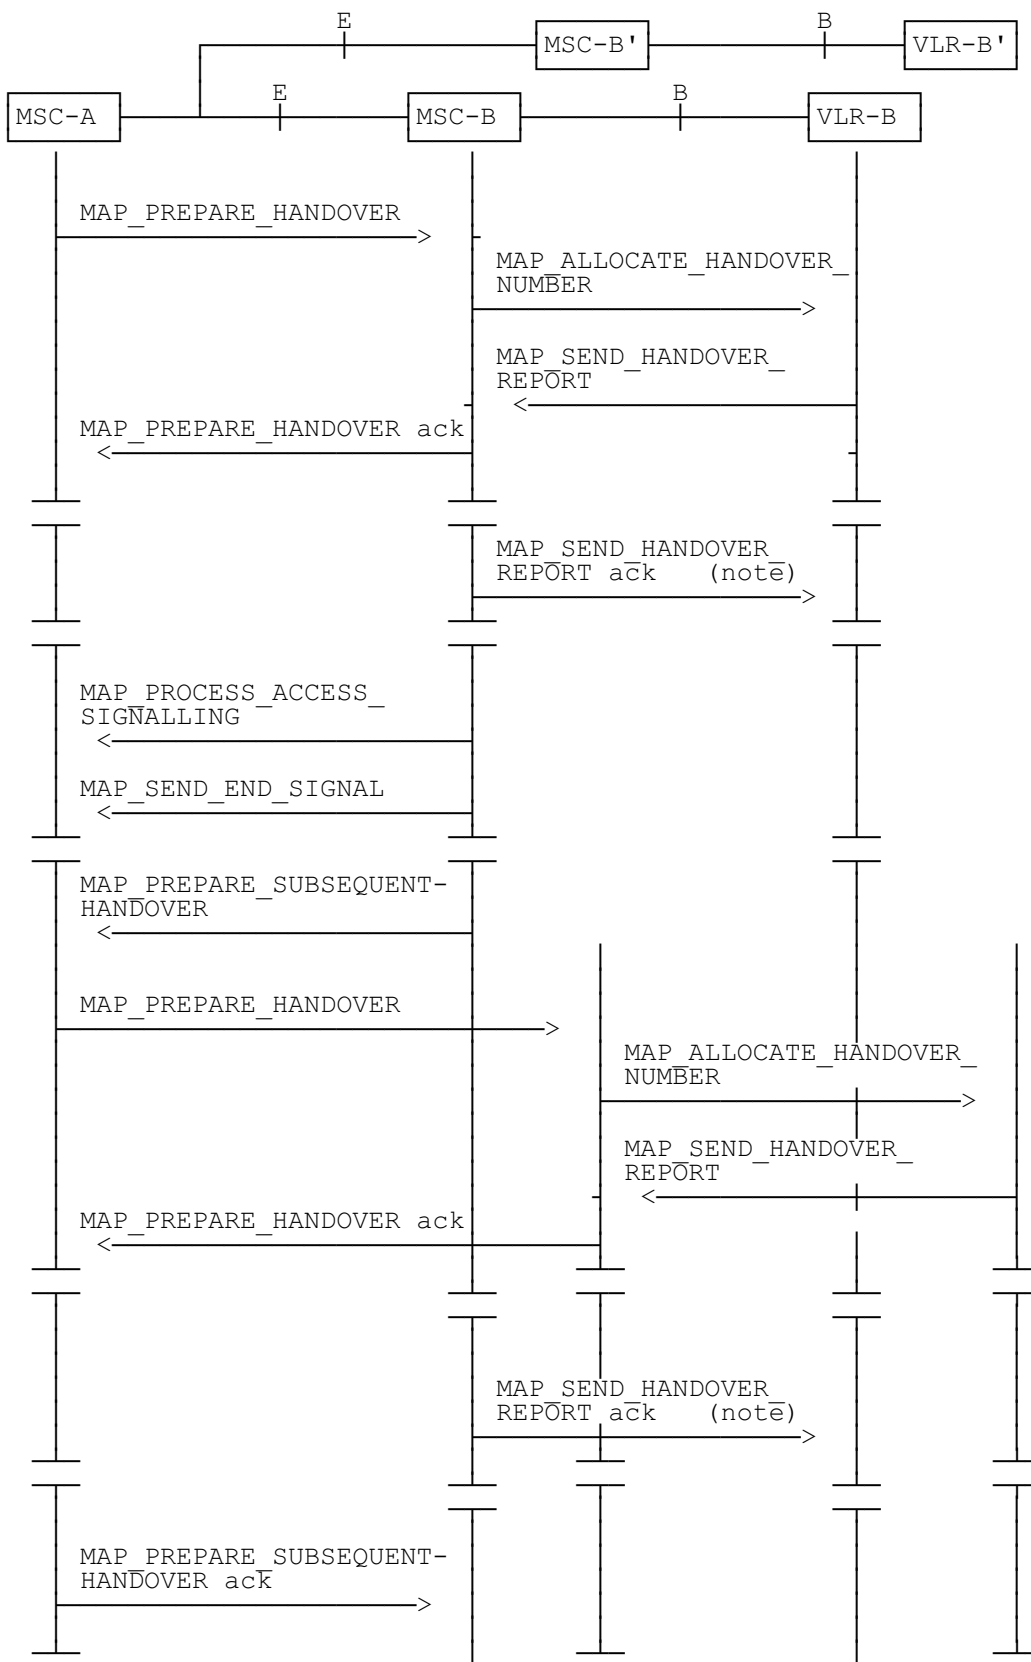 E
B
MSC-B'
VLR-B'
E
B
MSC-A
MSC-B
VLR-B
MAP_PREPARE_HANDOVER
MAP_ALLOCATE_HANDOVER_
NUMBER
MAP_SEND_HANDOVER_
REPORT
MAP_PREPARE_HANDOVER ack
MAP_SEND_HANDOVER_
REPORT ack (note)
MAP_PROCESS_ACCESS_
SIGNALLING
MAP_SEND_END_SIGNAL
MAP_PREPARE_SUBSEQUENT-
HANDOVER
MAP_PREPARE_HANDOVER
MAP_ALLOCATE_HANDOVER_
NUMBER
MAP_SEND_HANDOVER_
REPORT
MAP_PREPARE_HANDOVER ack
MAP_SEND_HANDOVER_
REPORT ack (note)
MAP_PREPARE_SUBSEQUENT-
HANDOVER ack